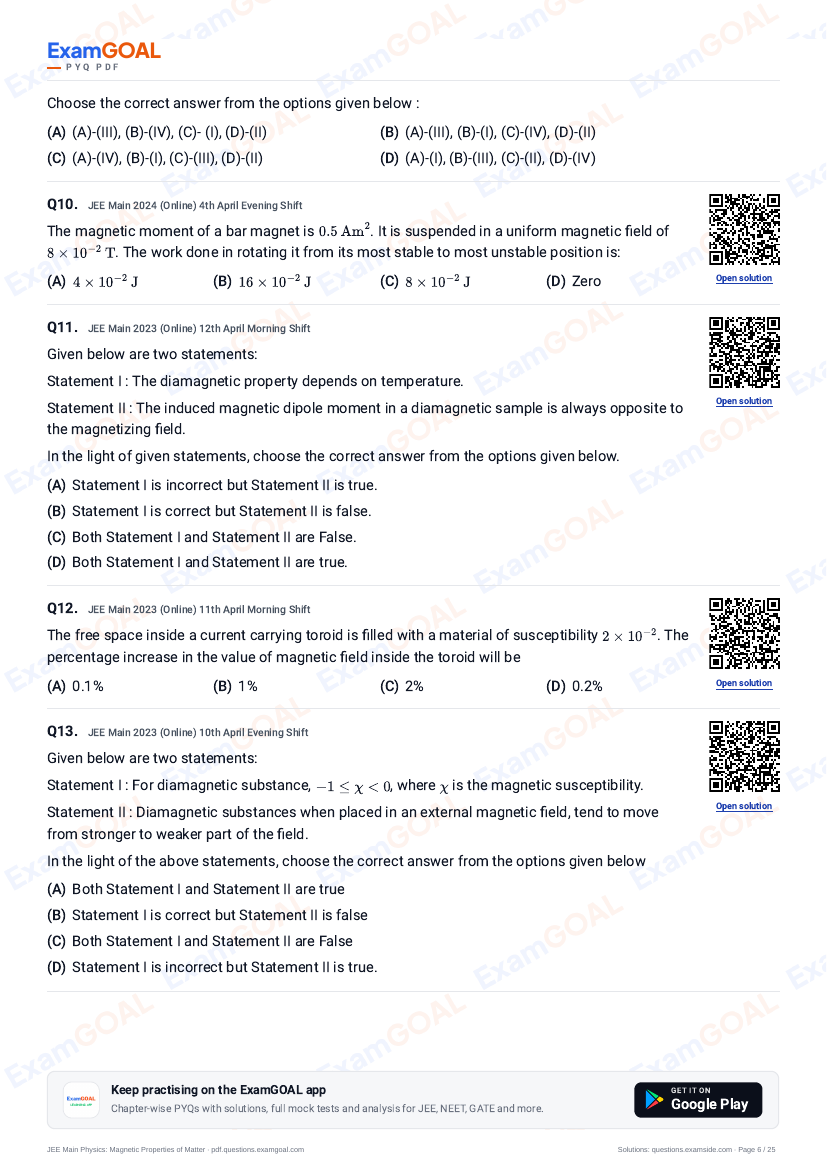 ExamGOAL
PYQ PDF
Choose the correct answer from the options given below :
(A) (A)-(III), (B)-(IV), (C)- (I), (D)-(II)
(B) (A)-(III), (B)-(I), (C)-(IV), (D)-(II)
(C) (A)-(IV), (B)-(I), (C)-(III), (D)-(II)
(D) (A)-(I), (B)-(III), (C)-(II), (D)-(IV)
Q10. JEE Main 2024 (Online) 4th April Evening Shift
The magnetic moment of a bar magnet is 0.5 Am². It is suspended in a uniform magnetic field of
8 × 10⁻² T. The work done in rotating it from its most stable to most unstable position is:
(A) 4 × 10⁻² J (B) 16 × 10⁻² J (C) 8 × 10⁻² J (D) Zero
Open solution
Q11. JEE Main 2023 (Online) 12th April Morning Shift
Given below are two statements:
Statement I : The diamagnetic property depends on temperature.
Statement II : The induced magnetic dipole moment in a diamagnetic sample is always opposite to
the magnetizing field.
In the light of given statements, choose the correct answer from the options given below.
(A) Statement I is incorrect but Statement II is true.
(B) Statement I is correct but Statement II is false.
(C) Both Statement I and Statement II are False.
(D) Both Statement I and Statement II are true.
Open solution
Q12. JEE Main 2023 (Online) 11th April Morning Shift
The free space inside a current carrying toroid is filled with a material of susceptibility 2 × 10⁻². The
percentage increase in the value of magnetic field inside the toroid will be
(A) 0.1% (B) 1% (C) 2% (D) 0.2%
Open solution
Q13. JEE Main 2023 (Online) 10th April Evening Shift
Given below are two statements:
Statement I : For diamagnetic substance, −1 ≤ χ < 0, where χ is the magnetic susceptibility.
Statement II : Diamagnetic substances when placed in an external magnetic field, tend to move
from stronger to weaker part of the field.
In the light of the above statements, choose the correct answer from the options given below
(A) Both Statement I and Statement II are true
(B) Statement I is correct but Statement II is false
(C) Both Statement I and Statement II are False
(D) Statement I is incorrect but Statement II is true.
Open solution
ExamGOAL
Keep practising on the ExamGOAL app
Chapter-wise PYQs with solutions, full mock tests and analysis for JEE, NEET, GATE and more.
GET IT ON
Google Play
JEE Main Physics: Magnetic Properties of Matter · pdf.questions.examgoal.com
Solutions: questions.examside.com · Page 6 / 25